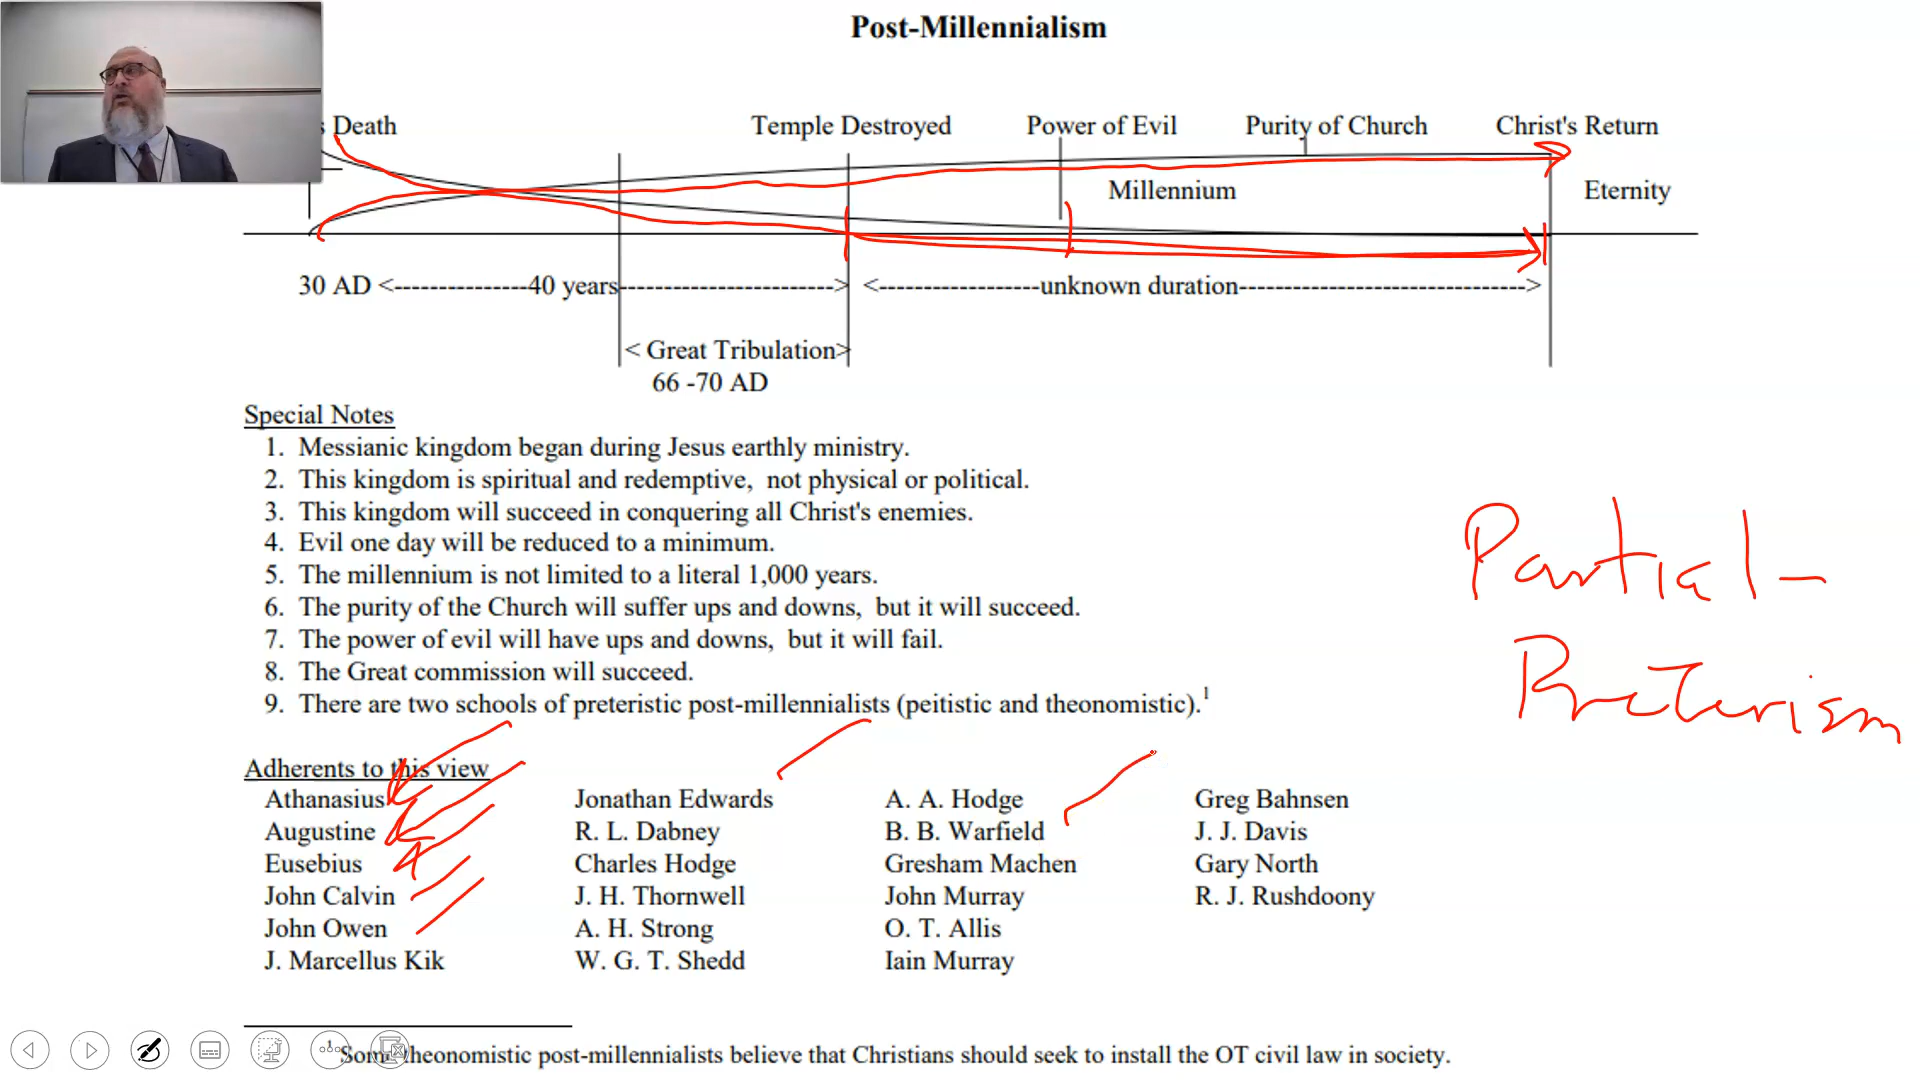 Post-Millennialism
s Death
Temple Destroyed
Power of Evil
Purity of Church
Christ's Return
Millennium
Eternity
30 AD <---------------40 years------------------------->
<-------------------unknown duration-------------------------------->
< Great Tribulation>
66 -70 AD
Special Notes
1. Messianic kingdom began during Jesus earthly ministry.
2. This kingdom is spiritual and redemptive, not physical or political.
3. This kingdom will succeed in conquering all Christ's enemies.
4. Evil one day will be reduced to a minimum.
5. The millennium is not limited to a literal 1,000 years.
6. The purity of the Church will suffer ups and downs, but it will succeed.
7. The power of evil will have ups and downs, but it will fail.
8. The Great commission will succeed.
9. There are two schools of preteristic post-millennialists (peitistic and theonomistic).¹
Partial-
Preterism
Adherents to this view
Athanasius
Augustine
Eusebius
John Calvin
John Owen
J. Marcellus Kik
Jonathan Edwards
R. L. Dabney
Charles Hodge
J. H. Thornwell
A. H. Strong
W. G. T. Shedd
A. A. Hodge
B. B. Warfield
Gresham Machen
John Murray
O. T. Allis
Iain Murray
Greg Bahnsen
J. J. Davis
Gary North
R. J. Rushdoony
¹ Some theonomistic post-millennialists believe that Christians should seek to install the OT civil law in society.